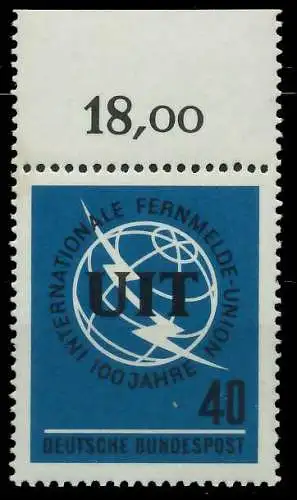 18,00
INTERNATIONALE FERNMELDE-UNION
100 JAHRE
UIT
40
DEUTSCHE BUNDESPOST